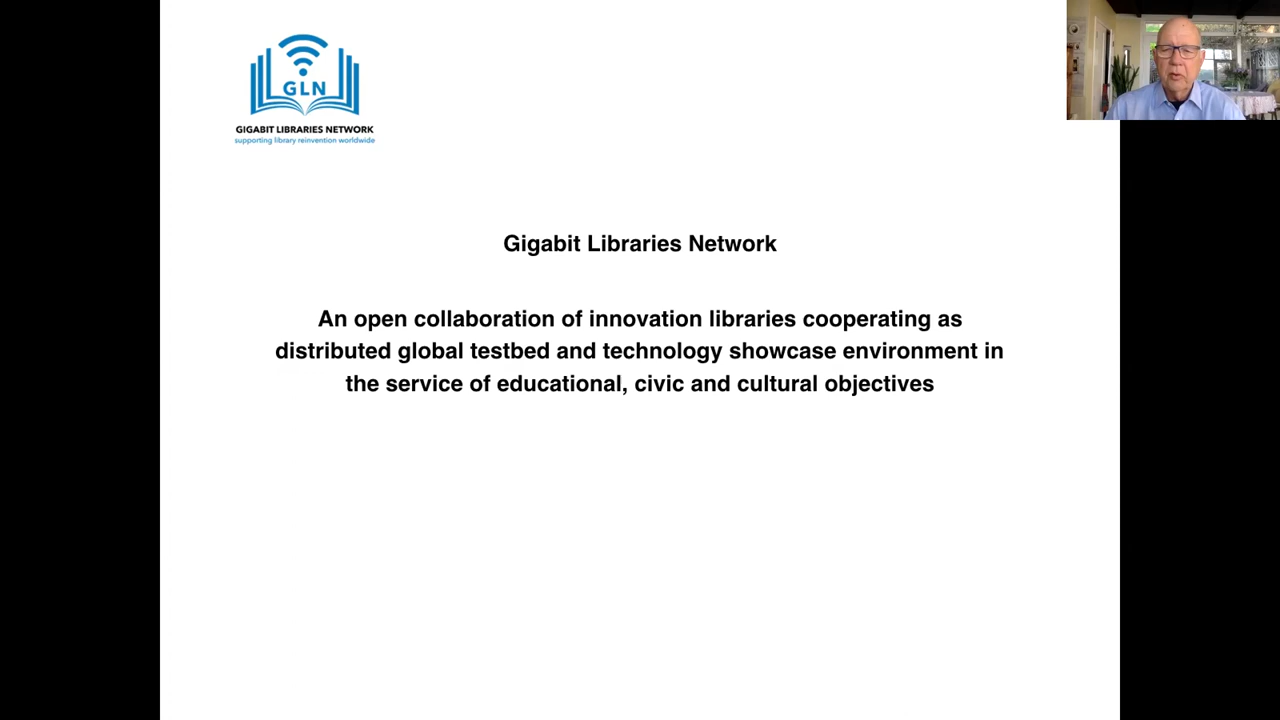 GLN
GIGABIT LIBRARIES NETWORK
supporting library reinvention worldwide
Gigabit Libraries Network
An open collaboration of innovation libraries cooperating as
distributed global testbed and technology showcase environment in
the service of educational, civic and cultural objectives